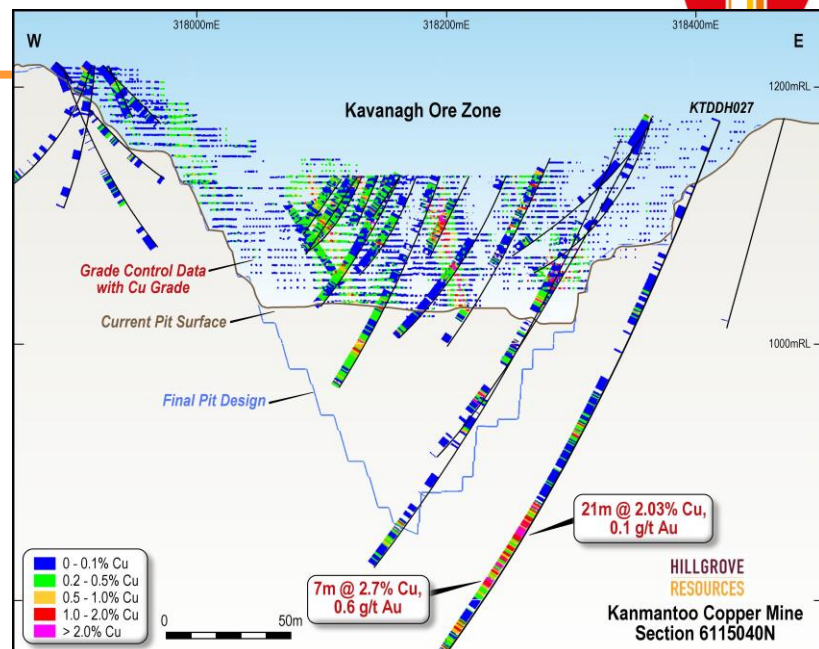 318000mE
318200mE
318400mE
W
E
1200mRL
Kavanagh Ore Zone
KTDDH027
Grade Control Data
with Cu Grade
Current Pit Surface
1000mRL
Final Pit Design
21m @ 2.03% Cu,
0.1 g/t Au
7m @ 2.7% Cu,
0.6 g/t Au
0 - 0.1% Cu
0.2 - 0.5% Cu
0.5 - 1.0% Cu
1.0 - 2.0% Cu
> 2.0% Cu
0
50m
HILLGROVE
RESOURCES
Kanmantoo Copper Mine
Section 6115040N